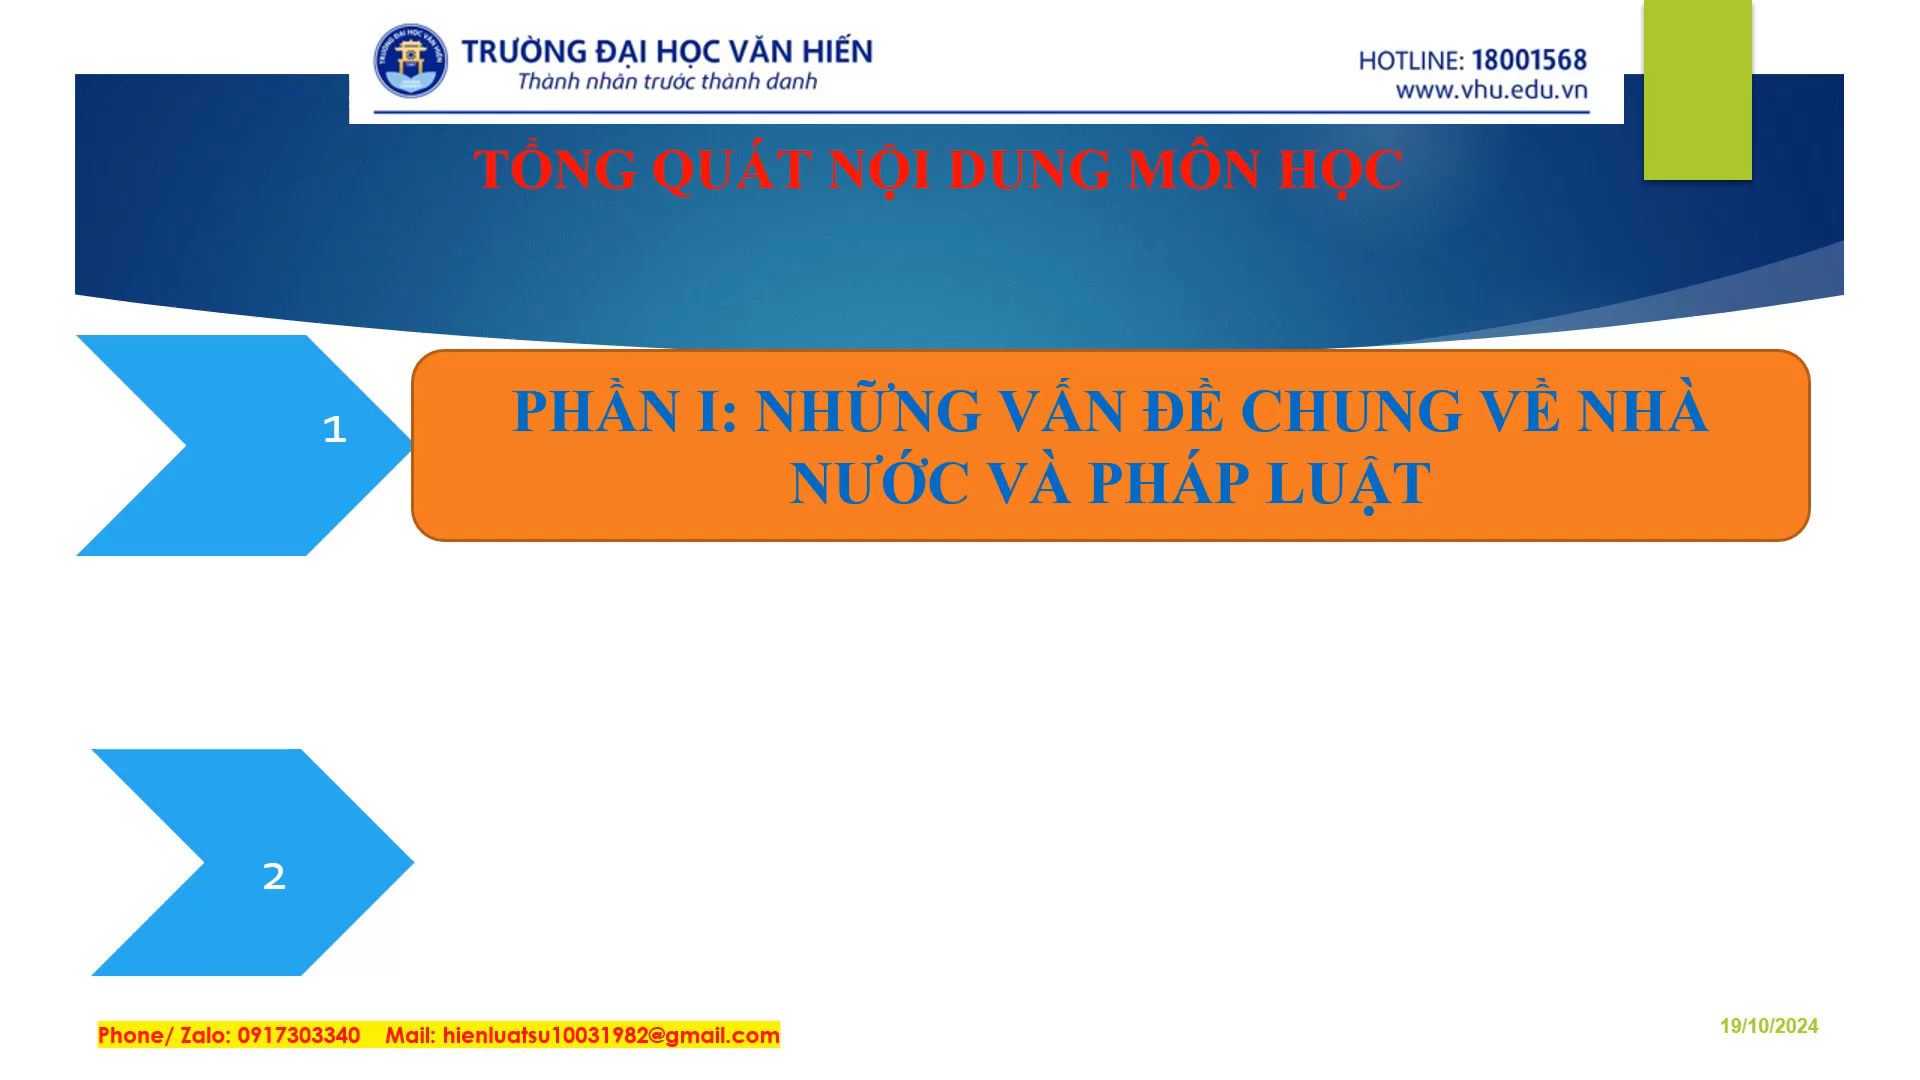 TRƯỜNG ĐẠI HỌC VĂN HIẾN
Thành nhân trước thành danh
HOTLINE: 18001568
www.vhu.edu.vn
TỔNG QUÁT NỘI DUNG MÔN HỌC
1
PHẦN I: NHỮNG VẤN ĐỀ CHUNG VỀ NHÀ
NƯỚC VÀ PHÁP LUẬT
2
Phone/ Zalo: 0917303340 Mail: hienluatsu10031982@gmail.com
19/10/2024